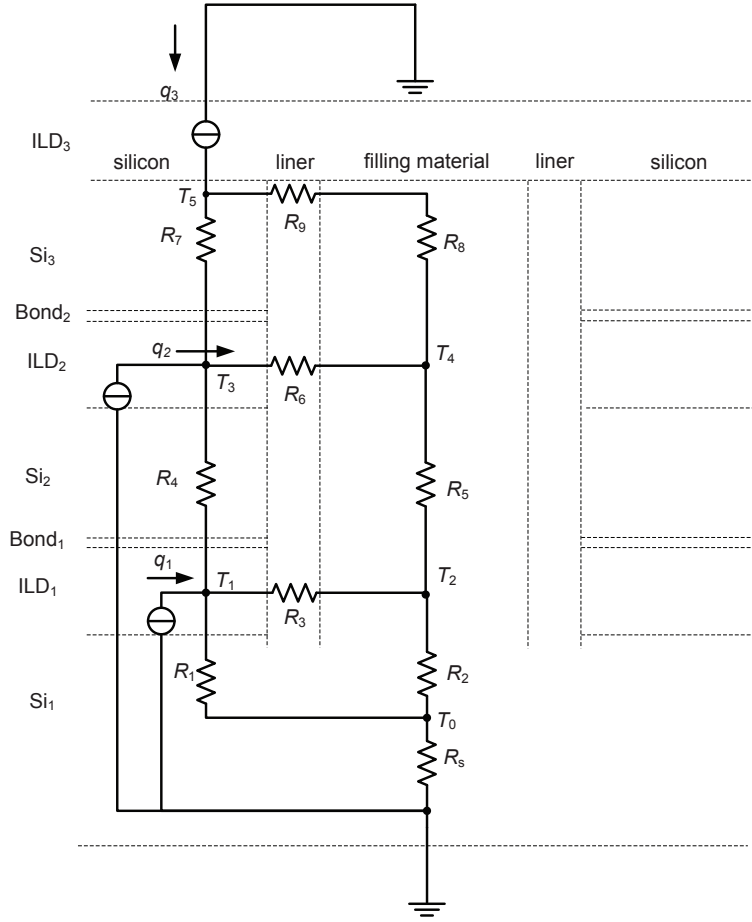 q3
ILD3
silicon liner filling material liner silicon
T5
R9
R7
R8
Si3
Bond2
q2
T4
ILD2
T3
R6
Si2
R4
R5
Bond1
q1
T1
T2
ILD1
R3
R1
R2
Si1
T0
Rs